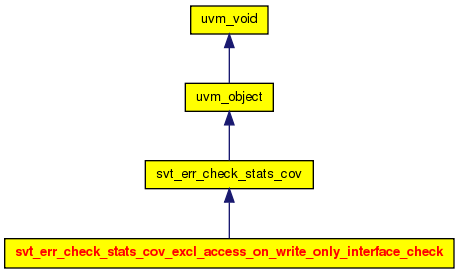 uvm_void
uvm_object
svt_err_check_stats_cov
svt_err_check_stats_cov_excl_access_on_write_only_interface_check